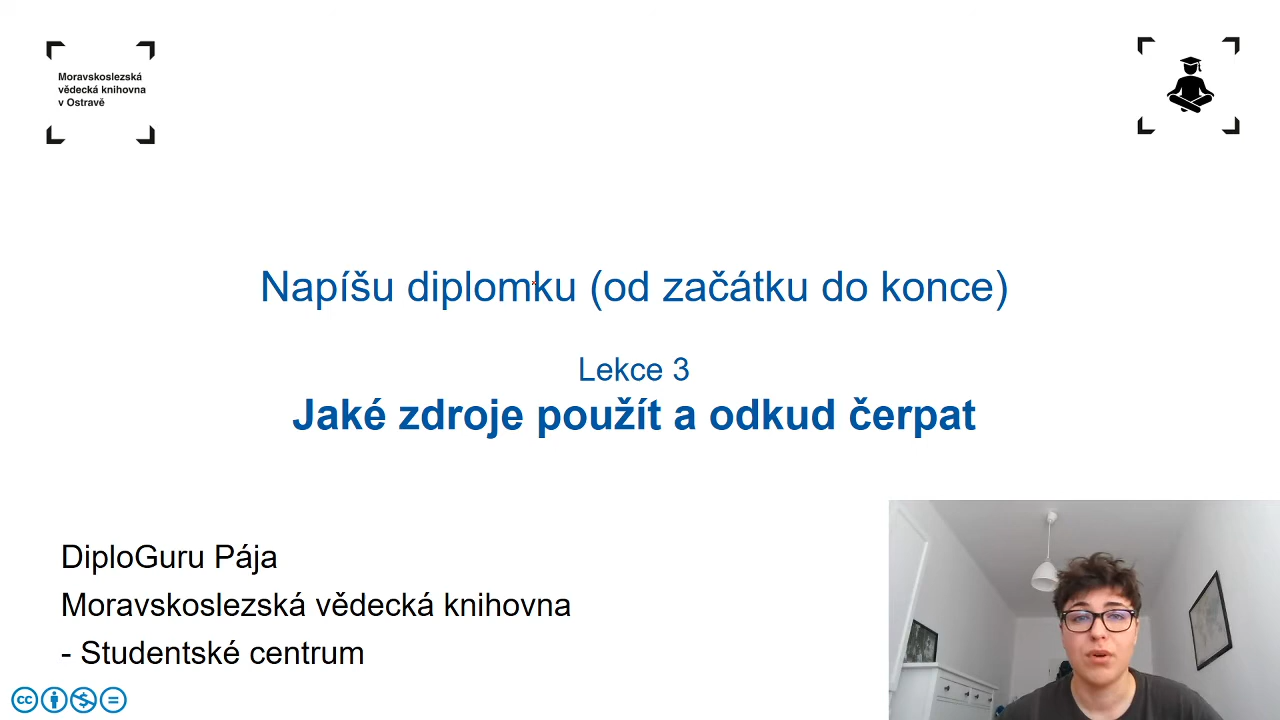 Moravskoslezská
vědecká knihovna
v Ostravě
Napíšu diplomku (od začátku do konce)
Lekce 3
Jaké zdroje použít a odkud čerpat
DiploGuru Pája
Moravskoslezská vědecká knihovna
- Studentské centrum
cc